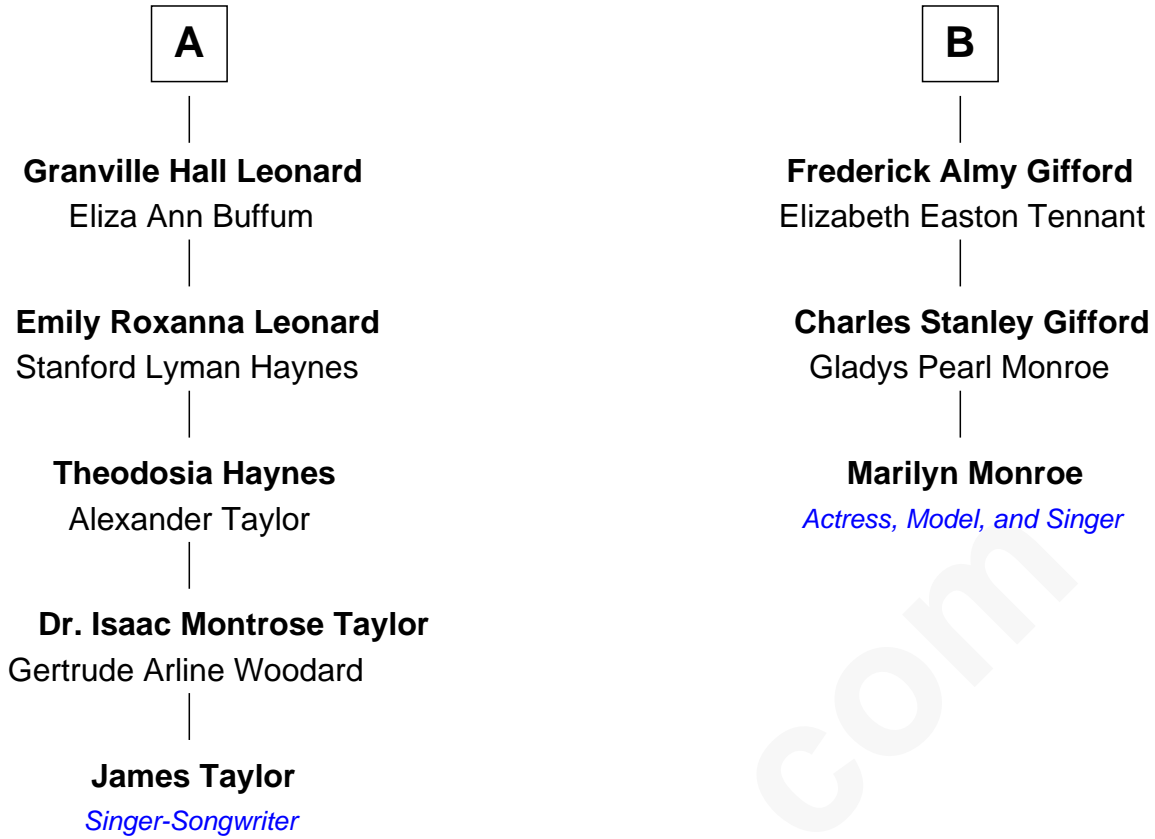 A
Granville Hall Leonard
Eliza Ann Buffum
Emily Roxanna Leonard
Stanford Lyman Haynes
Theodosia Haynes
Alexander Taylor
Dr. Isaac Montrose Taylor
Gertrude Arline Woodard
James Taylor
Singer-Songwriter
B
Frederick Almy Gifford
Elizabeth Easton Tennant
Charles Stanley Gifford
Gladys Pearl Monroe
Marilyn Monroe
Actress, Model, and Singer
com